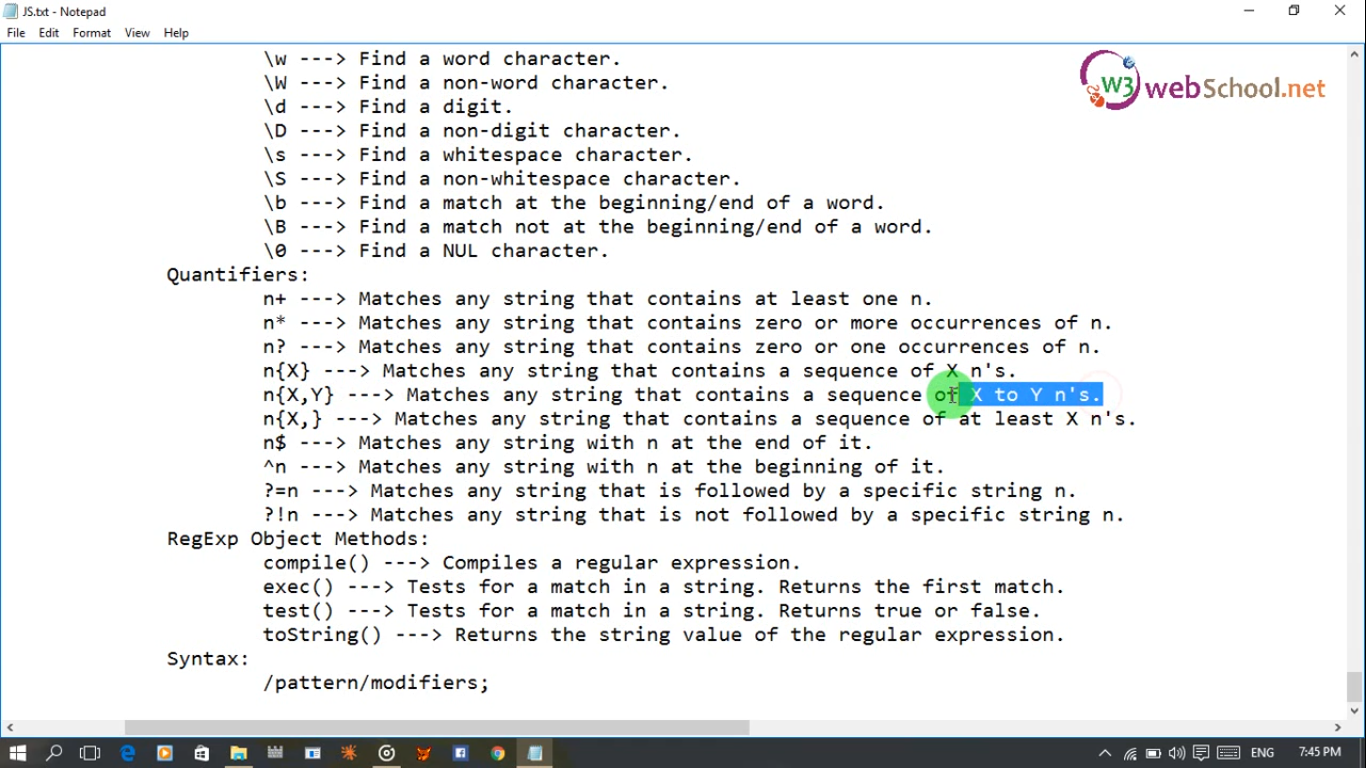 JS.txt - Notepad
File Edit Format View Help
W3 webSchool.net
\w ---> Find a word character.
\W ---> Find a non-word character.
\d ---> Find a digit.
\D ---> Find a non-digit character.
\s ---> Find a whitespace character.
\S ---> Find a non-whitespace character.
\b ---> Find a match at the beginning/end of a word.
\B ---> Find a match not at the beginning/end of a word.
\0 ---> Find a NUL character.
Quantifiers:
n+ ---> Matches any string that contains at least one n.
n* ---> Matches any string that contains zero or more occurrences of n.
n? ---> Matches any string that contains zero or one occurrences of n.
n{X} ---> Matches any string that contains a sequence of X n's.
n{X,Y} ---> Matches any string that contains a sequence of X to Y n's.
n{X,} ---> Matches any string that contains a sequence of at least X n's.
n$ ---> Matches any string with n at the end of it.
^n ---> Matches any string with n at the beginning of it.
?=n ---> Matches any string that is followed by a specific string n.
?!n ---> Matches any string that is not followed by a specific string n.
RegExp Object Methods:
compile() ---> Compiles a regular expression.
exec() ---> Tests for a match in a string. Returns the first match.
test() ---> Tests for a match in a string. Returns true or false.
toString() ---> Returns the string value of the regular expression.
Syntax:
/pattern/modifiers;
ENG 7:45 PM